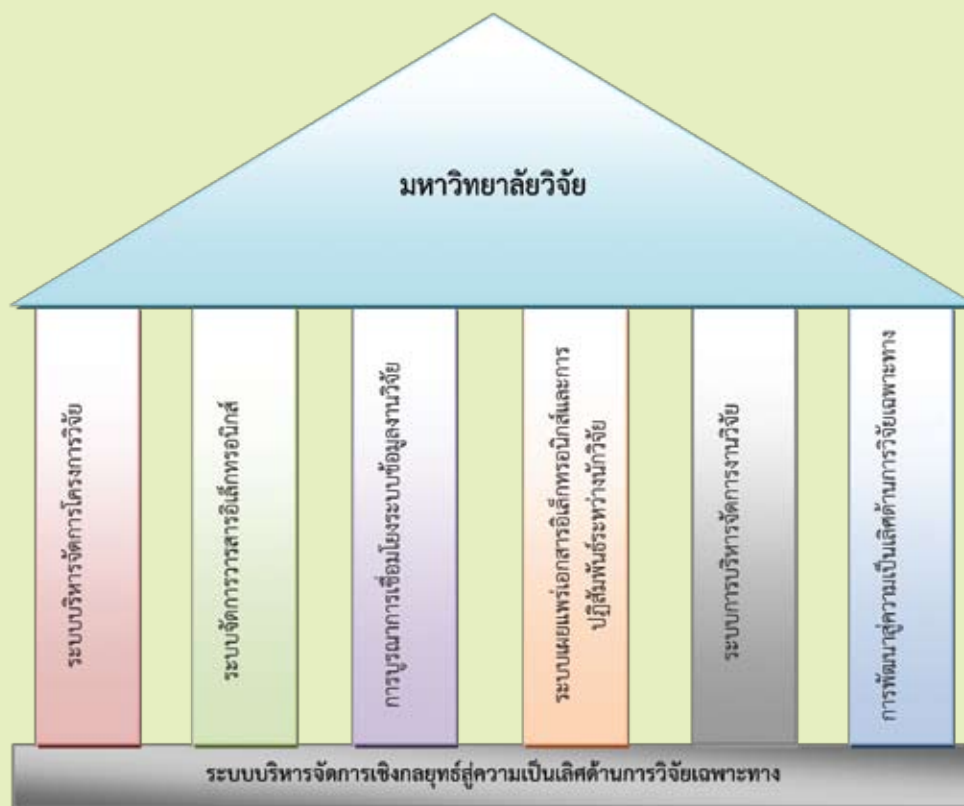 มหาวิทยาลัยวิจัย
ระบบบริหารจัดการโครงการวิจัย
ระบบจัดการวารสารอิเล็กทรอนิกส์
การบูรณาการเชื่อมโยงระบบข้อมูลงานวิจัย
ระบบเผยแพร่เอกสารอิเล็กทรอนิกส์และการ
ปฏิสัมพันธ์ระหว่างนักวิจัย
ระบบการบริหารจัดการงานวิจัย
การพัฒนาสู่ความเป็นเลิศด้านการวิจัยเฉพาะทาง
ระบบบริหารจัดการเชิงกลยุทธ์สู่ความเป็นเลิศด้านการวิจัยเฉพาะทาง